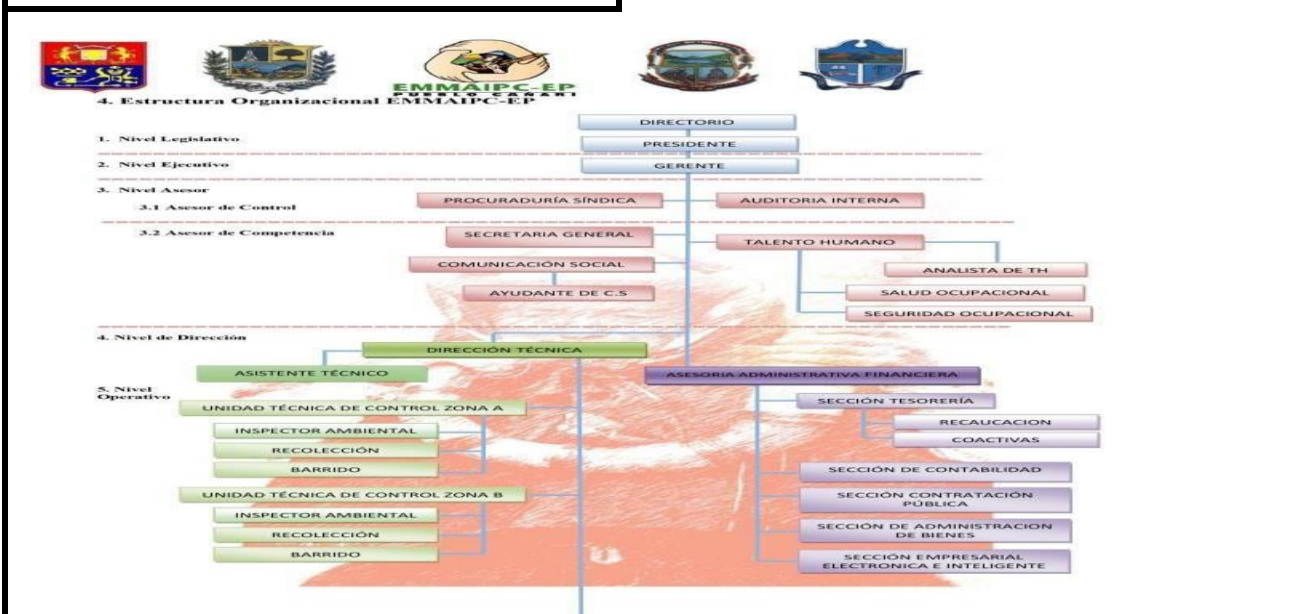 EMMAIPC-EP
PUEBLO CAÑARI
4. Estructura Organizacional EMMAIPC-EP
DIRECTORIO
1. Nivel Legislativo
PRESIDENTE
2. Nivel Ejecutivo
GERENTE
3. Nivel Asesor
3.1 Asesor de Control
PROCURADURÍA SÍNDICA
AUDITORIA INTERNA
3.2 Asesor de Competencia
SECRETARIA GENERAL
TALENTO HUMANO
COMUNICACIÓN SOCIAL
ANALISTA DE TH
AYUDANTE DE C.S
SALUD OCUPACIONAL
SEGURIDAD OCUPACIONAL
4. Nivel de Dirección
DIRECCIÓN TÉCNICA
ASISTENTE TÉCNICO
ASESORIA ADMINISTRATIVA FINANCIERA
5. Nivel
Operativo
UNIDAD TÉCNICA DE CONTROL ZONA A
INSPECTOR AMBIENTAL
RECOLECCIÓN
BARRIDO
UNIDAD TÉCNICA DE CONTROL ZONA B
INSPECTOR AMBIENTAL
RECOLECCIÓN
BARRIDO
SECCIÓN TESORERÍA
RECAUCACION
COACTIVAS
SECCIÓN DE CONTABILIDAD
SECCIÓN CONTRATACIÓN
PÚBLICA
SECCIÓN DE ADMINISTRACION
DE BIENES
SECCIÓN EMPRESARIAL
ELECTRONICA E INTELIGENTE